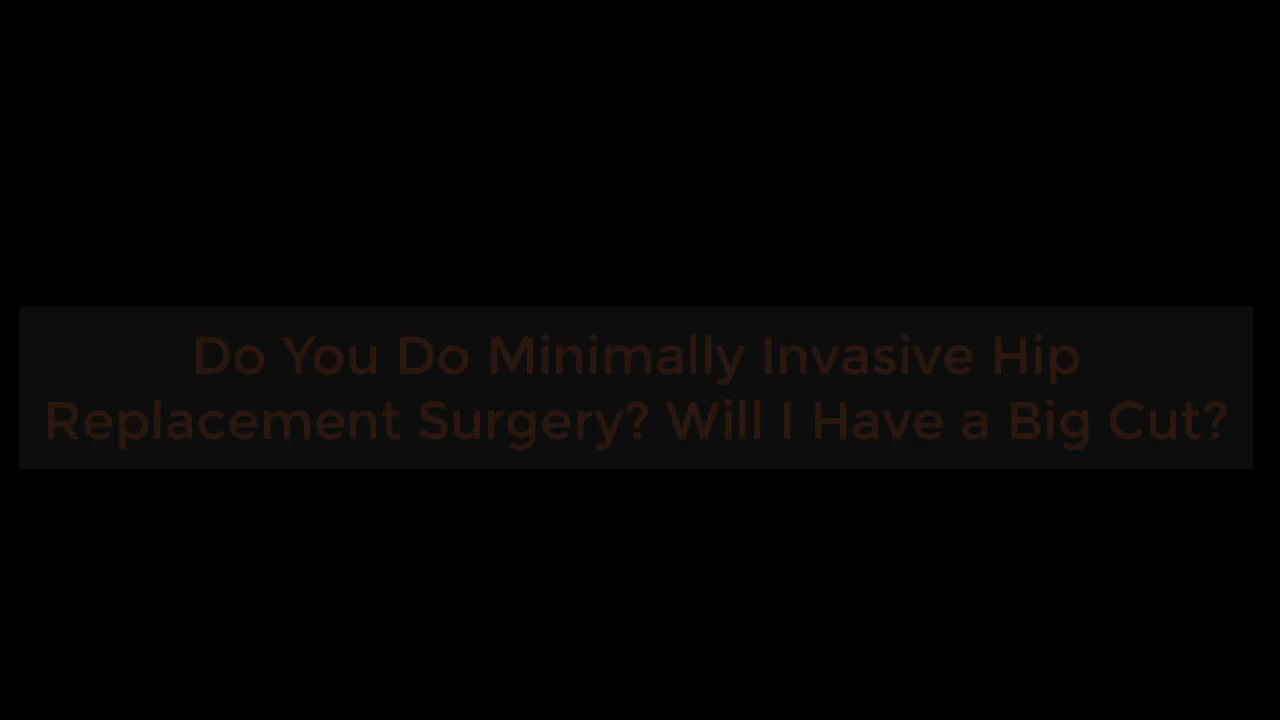 Do You Do Minimally Invasive Hip
Replacement Surgery? Will I Have a Big Cut?